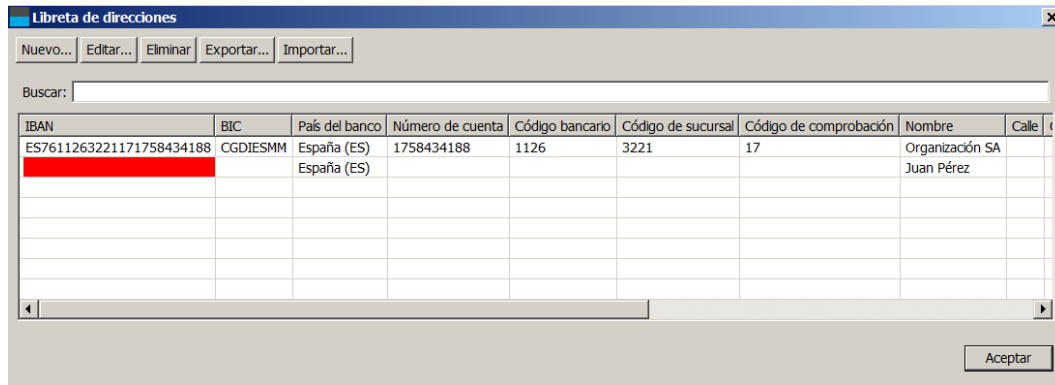 Libreta de direcciones
Nuevo... Editar... Eliminar Exportar... Importar...
Buscar:
IBAN BIC País del banco Número de cuenta Código bancario Código de sucursal Código de comprobación Nombre Calle
ES7611263221171758434188 CGDIESMM España (ES) 1758434188 1126 3221 17 Organización SA
España (ES) Juan Pérez
Aceptar